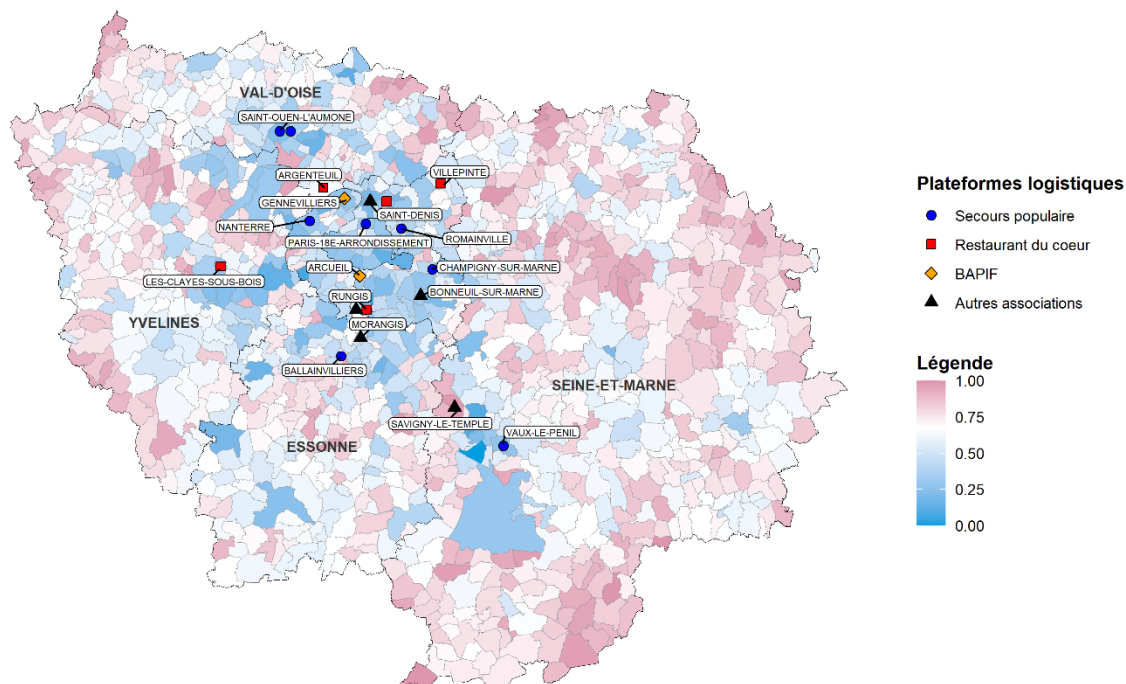 VAL-D'OISE
SAINT-OUEN-L'AUMONE
ARGENTEUIL
VILLEPINTE
GENNEVILLIERS
SAINT-DENIS
NANTERRE
ROMAINVILLE
PARIS-18E-ARRONDISSEMENT
ARCUEIL
CHAMPIGNY-SUR-MARNE
LES-CLAYES-SOUS-BOIS
BONNEUIL-SUR-MARNE
RUNGIS
YVELINES
MORANGIS
BALLAINVILLIERS
SEINE-ET-MARNE
SAVIGNY-LE-TEMPLE
VAUX-LE-PENIL
ESSONNE
Plateformes logistiques
Secours populaire
Restaurant du coeur
BAPIF
Autres associations
Légende
1.00
0.75
0.50
0.25
0.00